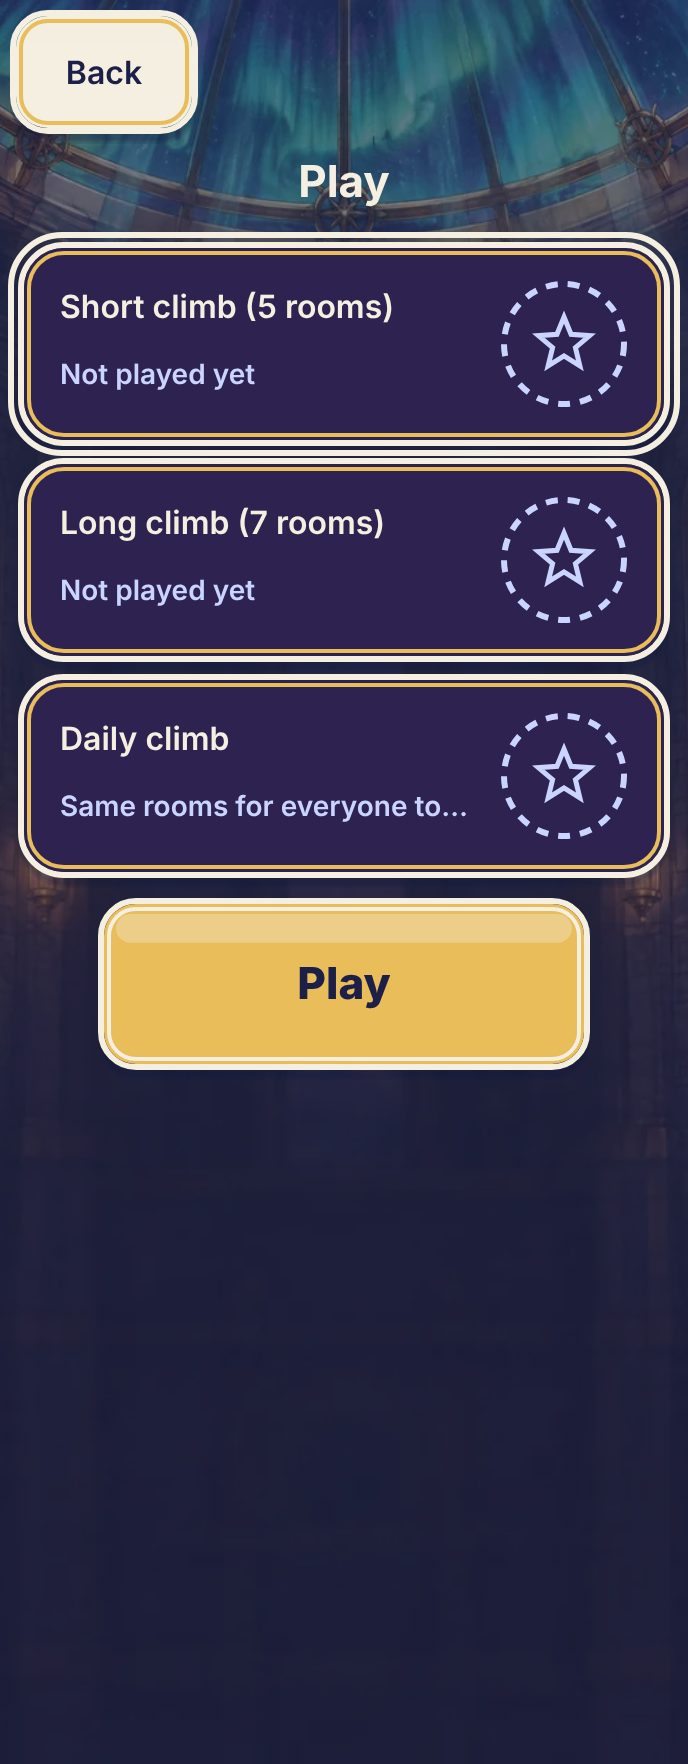 Back
Play
Short climb (5 rooms)
Not played yet
Long climb (7 rooms)
Not played yet
Daily climb
Same rooms for everyone to...
Play